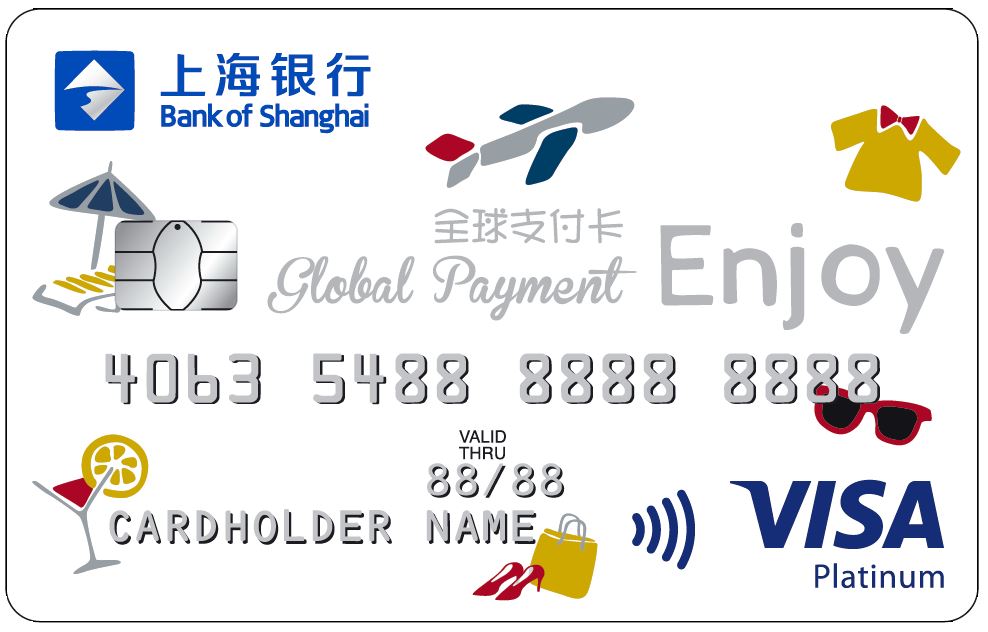 上海银行
Bank of Shanghai
全球支付卡
Global Payment Enjoy
4063 5488 8888 8888
VALID
THRU
88/88
CARDHOLDER NAME
VISA
Platinum